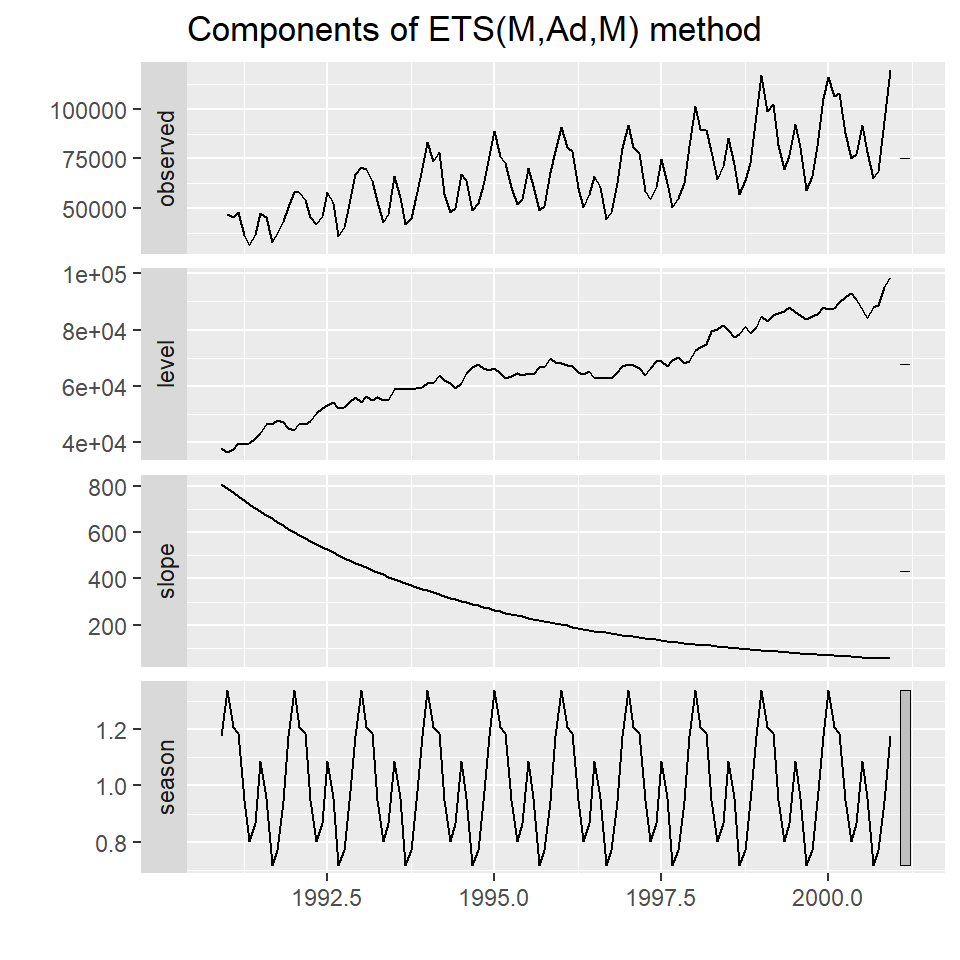 Components of ETS(M,Ad,M) method
observed
100000
75000
50000
level
1e+05
8e+04
6e+04
4e+04
slope
800
600
400
200
season
1.2
1.0
0.8
1992.5 1995.0 1997.5 2000.0